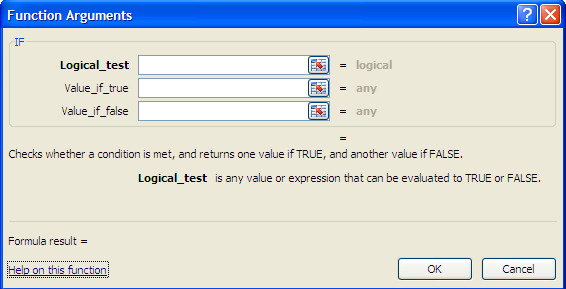 Function Arguments
IF
Logical_test = logical
Value_if_true = any
Value_if_false = any
=
Checks whether a condition is met, and returns one value if TRUE, and another value if FALSE.
Logical_test is any value or expression that can be evaluated to TRUE or FALSE.
Formula result =
Help on this function OK Cancel